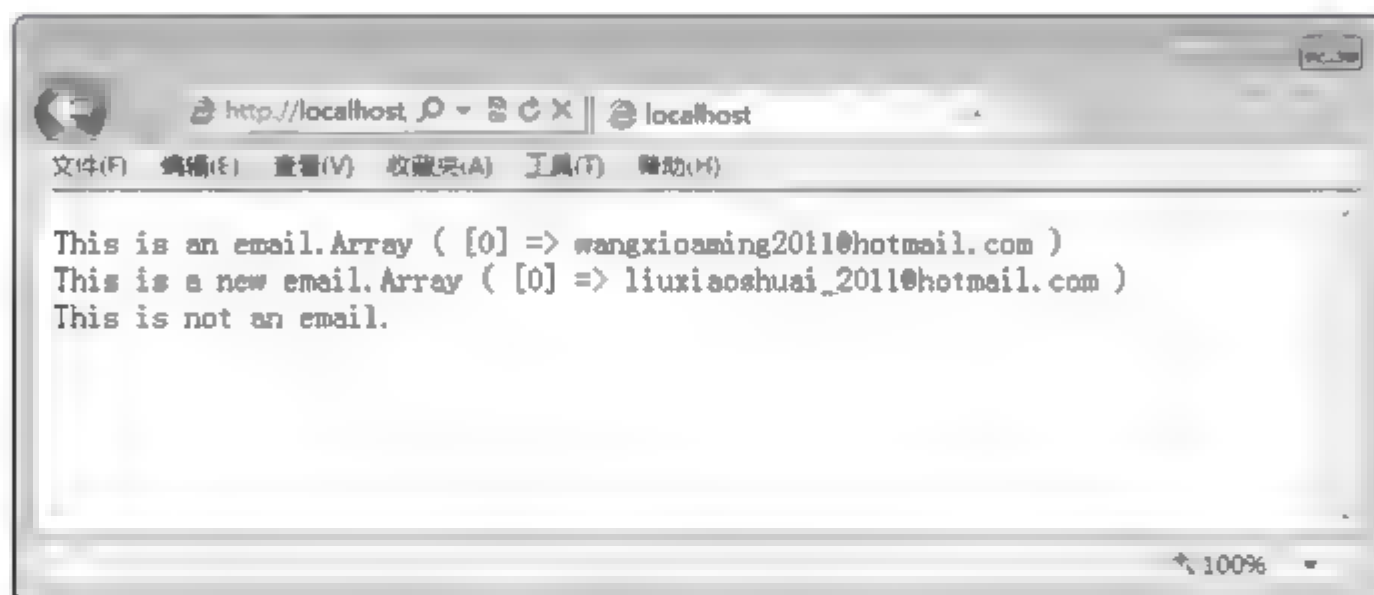 http://localhost
localhost
文件(F) 编辑(E) 查看(V) 收藏夹(A) 工具(T) 帮助(H)
This is an email.Array ( [0] => wangxioaming2011@hotmail.com )
This is a new email.Array ( [0] => liuxiaoshuai_2011@hotmail.com )
This is not an email.
100%